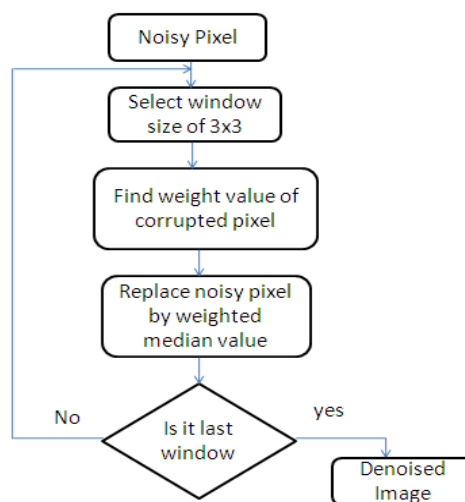 Noisy Pixel
Select window
size of 3x3
Find weight value of
corrupted pixel
Replace noisy pixel
by weighted
median value
No
yes
Is it last
window
Denoised
Image